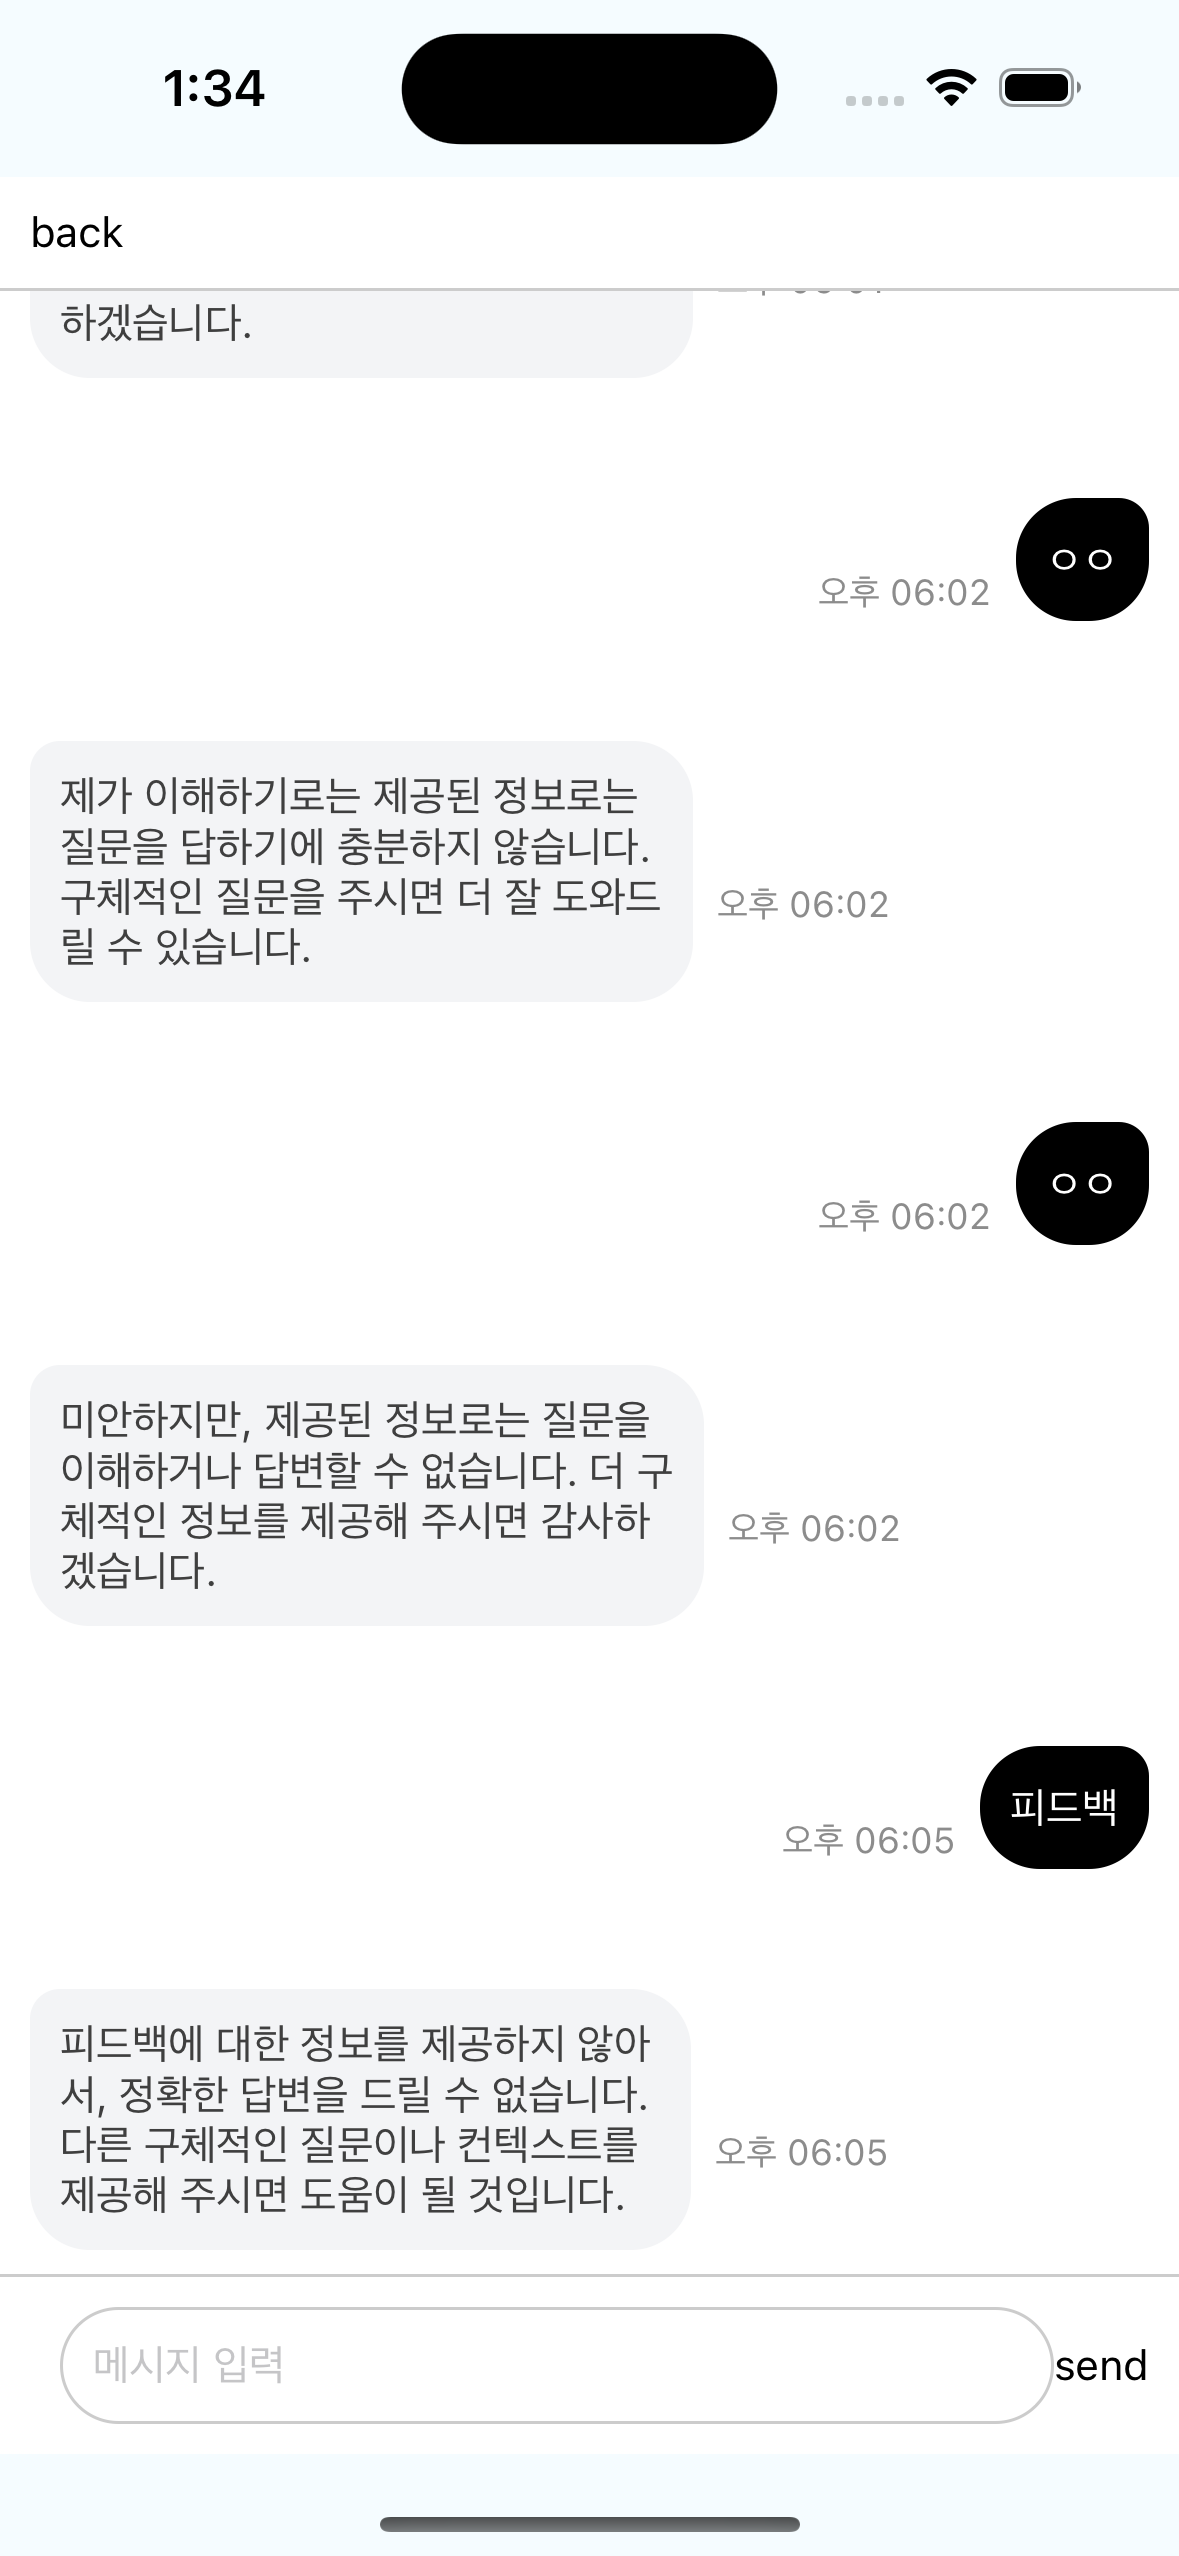 1:34
back
하겠습니다.
ㅇㅇ
오후 06:02
제가 이해하기로는 제공된 정보로는
질문을 답하기에 충분하지 않습니다.
구체적인 질문을 주시면 더 잘 도와드
릴 수 있습니다.
오후 06:02
ㅇㅇ
오후 06:02
미안하지만, 제공된 정보로는 질문을
이해하거나 답변할 수 없습니다. 더 구
체적인 정보를 제공해 주시면 감사하
겠습니다.
오후 06:02
피드백
오후 06:05
피드백에 대한 정보를 제공하지 않아
서, 정확한 답변을 드릴 수 없습니다.
다른 구체적인 질문이나 컨텍스트를
제공해 주시면 도움이 될 것입니다.
오후 06:05
메시지 입력
send